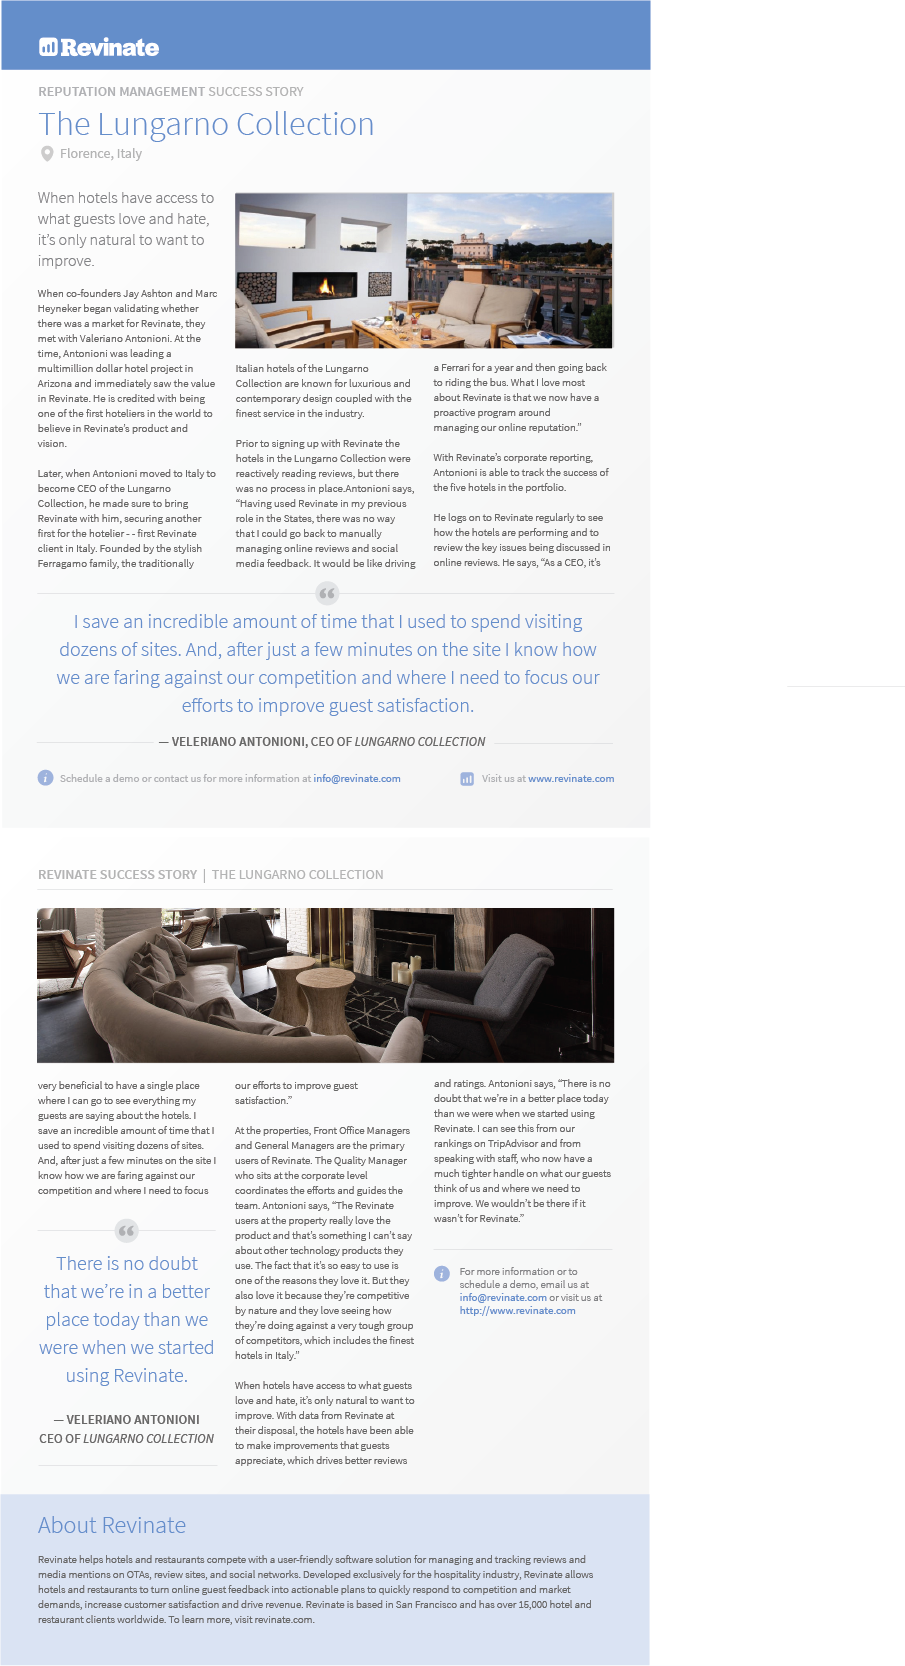 Revinate
REPUTATION MANAGEMENT SUCCESS STORY
The Lungarno Collection
Florence, Italy
When hotels have access to
what guests love and hate,
it's only natural to want to
improve.
When co-founders Jay Ashton and Marc
Heyneker began validating whether
there was a market for Revinate, they
met with Valeriano Antonioni. At the
time, Antonioni was leading a
multimillion dollar hotel project in
Arizona and immediately saw the value
in Revinate. He is credited with being
one of the first hoteliers in the world to
believe in Revinate's product and
vision.
Later, when Antonioni moved to Italy to
become CEO of the Lungarno
Collection, he made sure to bring
Revinate with him, securing another
first for the hotelier - - first Revinate
client in Italy. Founded by the stylish
Ferragamo family, the traditionally
Italian hotels of the Lungarno
Collection are known for luxurious and
contemporary design coupled with the
finest service in the industry.
Prior to signing up with Revinate the
hotels in the Lungarno Collection were
reactively reading reviews, but there
was no process in place.Antonioni says,
“Having used Revinate in my previous
role in the States, there was no way
that I could go back to manually
managing online reviews and social
media feedback. It would be like driving
a Ferrari for a year and then going back
to riding the bus. What I love most
about Revinate is that we now have a
proactive program around
managing our online reputation.”
With Revinate's corporate reporting,
Antonioni is able to track the success of
the five hotels in the portfolio.
He logs on to Revinate regularly to see
how the hotels are performing and to
review the key issues being discussed in
online reviews. He says, “As a CEO, it's
“
I save an incredible amount of time that I used to spend visiting
dozens of sites. And, after just a few minutes on the site I know how
we are faring against our competition and where I need to focus our
efforts to improve guest satisfaction.
— VELERIANO ANTONIONI, CEO OF LUNGARNO COLLECTION
i Schedule a demo or contact us for more information at info@revinate.com
Visit us at www.revinate.com
REVINATE SUCCESS STORY | THE LUNGARNO COLLECTION
very beneficial to have a single place
where I can go to see everything my
guests are saying about the hotels. I
save an incredible amount of time that I
used to spend visiting dozens of sites.
And, after just a few minutes on the site I
know how we are faring against our
competition and where I need to focus
“
There is no doubt
that we're in a better
place today than we
were when we started
using Revinate.
— VELERIANO ANTONIONI
CEO OF LUNGARNO COLLECTION
our efforts to improve guest
satisfaction.”
At the properties, Front Office Managers
and General Managers are the primary
users of Revinate. The Quality Manager
who sits at the corporate level
coordinates the efforts and guides the
team. Antonioni says, “The Revinate
users at the property really love the
product and that's something I can't say
about other technology products they
use. The fact that it's so easy to use is
one of the reasons they love it. But they
also love it because they're competitive
by nature and they love seeing how
they're doing against a very tough group
of competitors, which includes the finest
hotels in Italy.”
When hotels have access to what guests
love and hate, it's only natural to want to
improve. With data from Revinate at
their disposal, the hotels have been able
to make improvements that guests
appreciate, which drives better reviews
and ratings. Antonioni says, “There is no
doubt that we're in a better place today
than we were when we started using
Revinate. I can see this from our
rankings on TripAdvisor and from
speaking with staff, who now have a
much tighter handle on what our guests
think of us and where we need to
improve. We wouldn't be there if it
wasn't for Revinate.”
i For more information or to
schedule a demo, email us at
info@revinate.com or visit us at
http://www.revinate.com
About Revinate
Revinate helps hotels and restaurants compete with a user-friendly software solution for managing and tracking reviews and
media mentions on OTAs, review sites, and social networks. Developed exclusively for the hospitality industry, Revinate allows
hotels and restaurants to turn online guest feedback into actionable plans to quickly respond to competition and market
demands, increase customer satisfaction and drive revenue. Revinate is based in San Francisco and has over 15,000 hotel and
restaurant clients worldwide. To learn more, visit revinate.com.